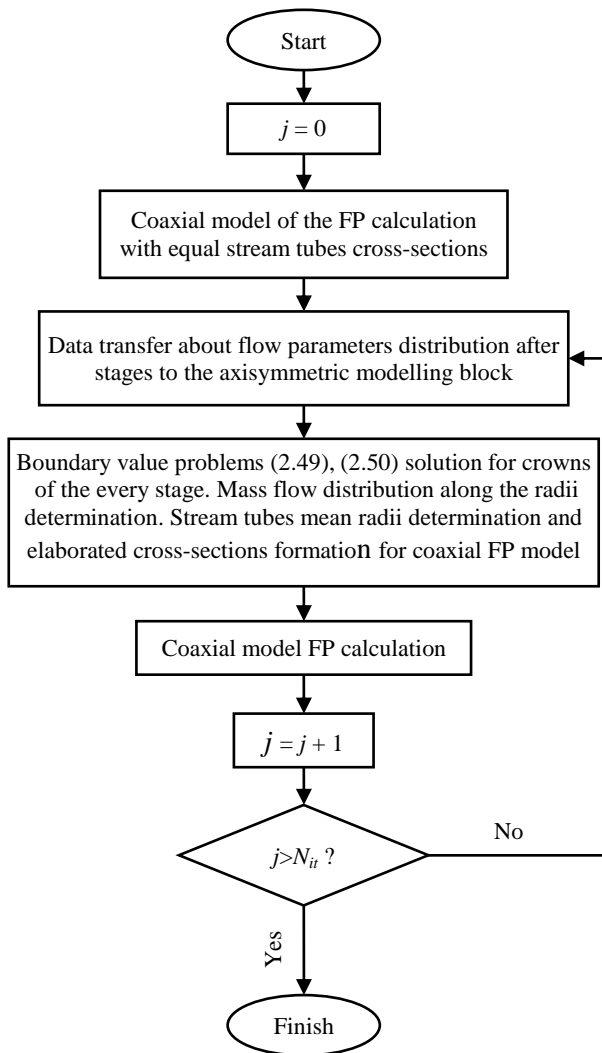 Start
j = 0
Coaxial model of the FP calculation
with equal stream tubes cross-sections
Data transfer about flow parameters distribution after
stages to the axisymmetric modelling block
Boundary value problems (2.49), (2.50) solution for crowns
of the every stage. Mass flow distribution along the radii
determination. Stream tubes mean radii determination and
elaborated cross-sections formation for coaxial FP model
Coaxial model FP calculation
j = j + 1
j>Nit ?
No
Yes
Finish